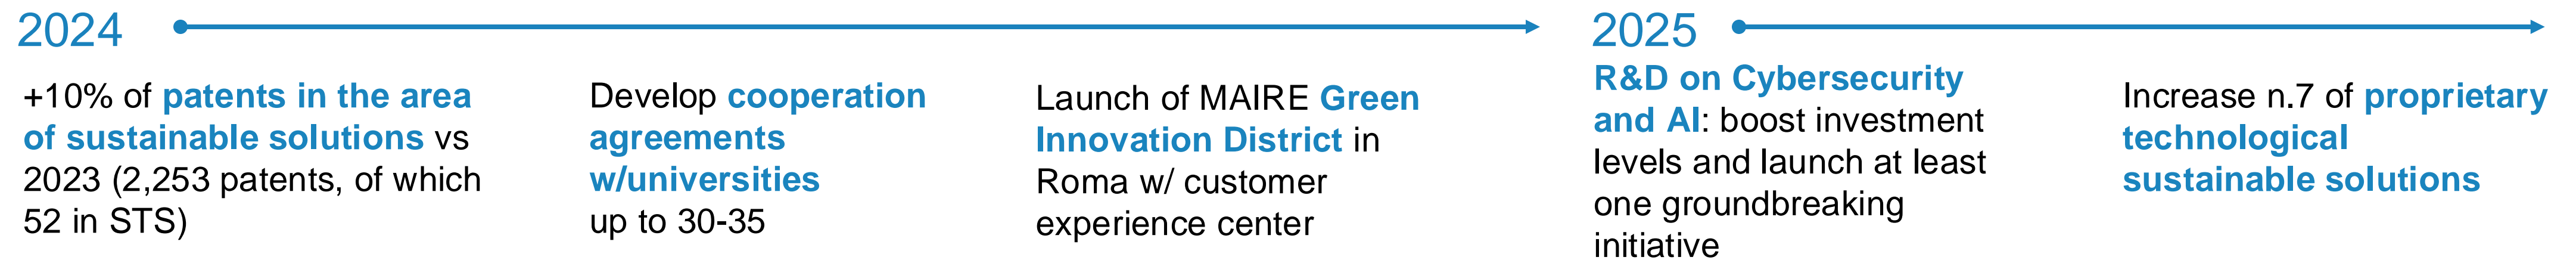 2024
+10% of patents in the area
of sustainable solutions vs
2023 (2,253 patents, of which
52 in STS)
Develop cooperation
agreements
w/universities
up to 30-35
Launch of MAIRE Green
Innovation District in
Roma w/ customer
experience center
2025
R&D on Cybersecurity
and AI: boost investment
levels and launch at least
one groundbreaking
initiative
Increase n.7 of proprietary
technological
sustainable solutions